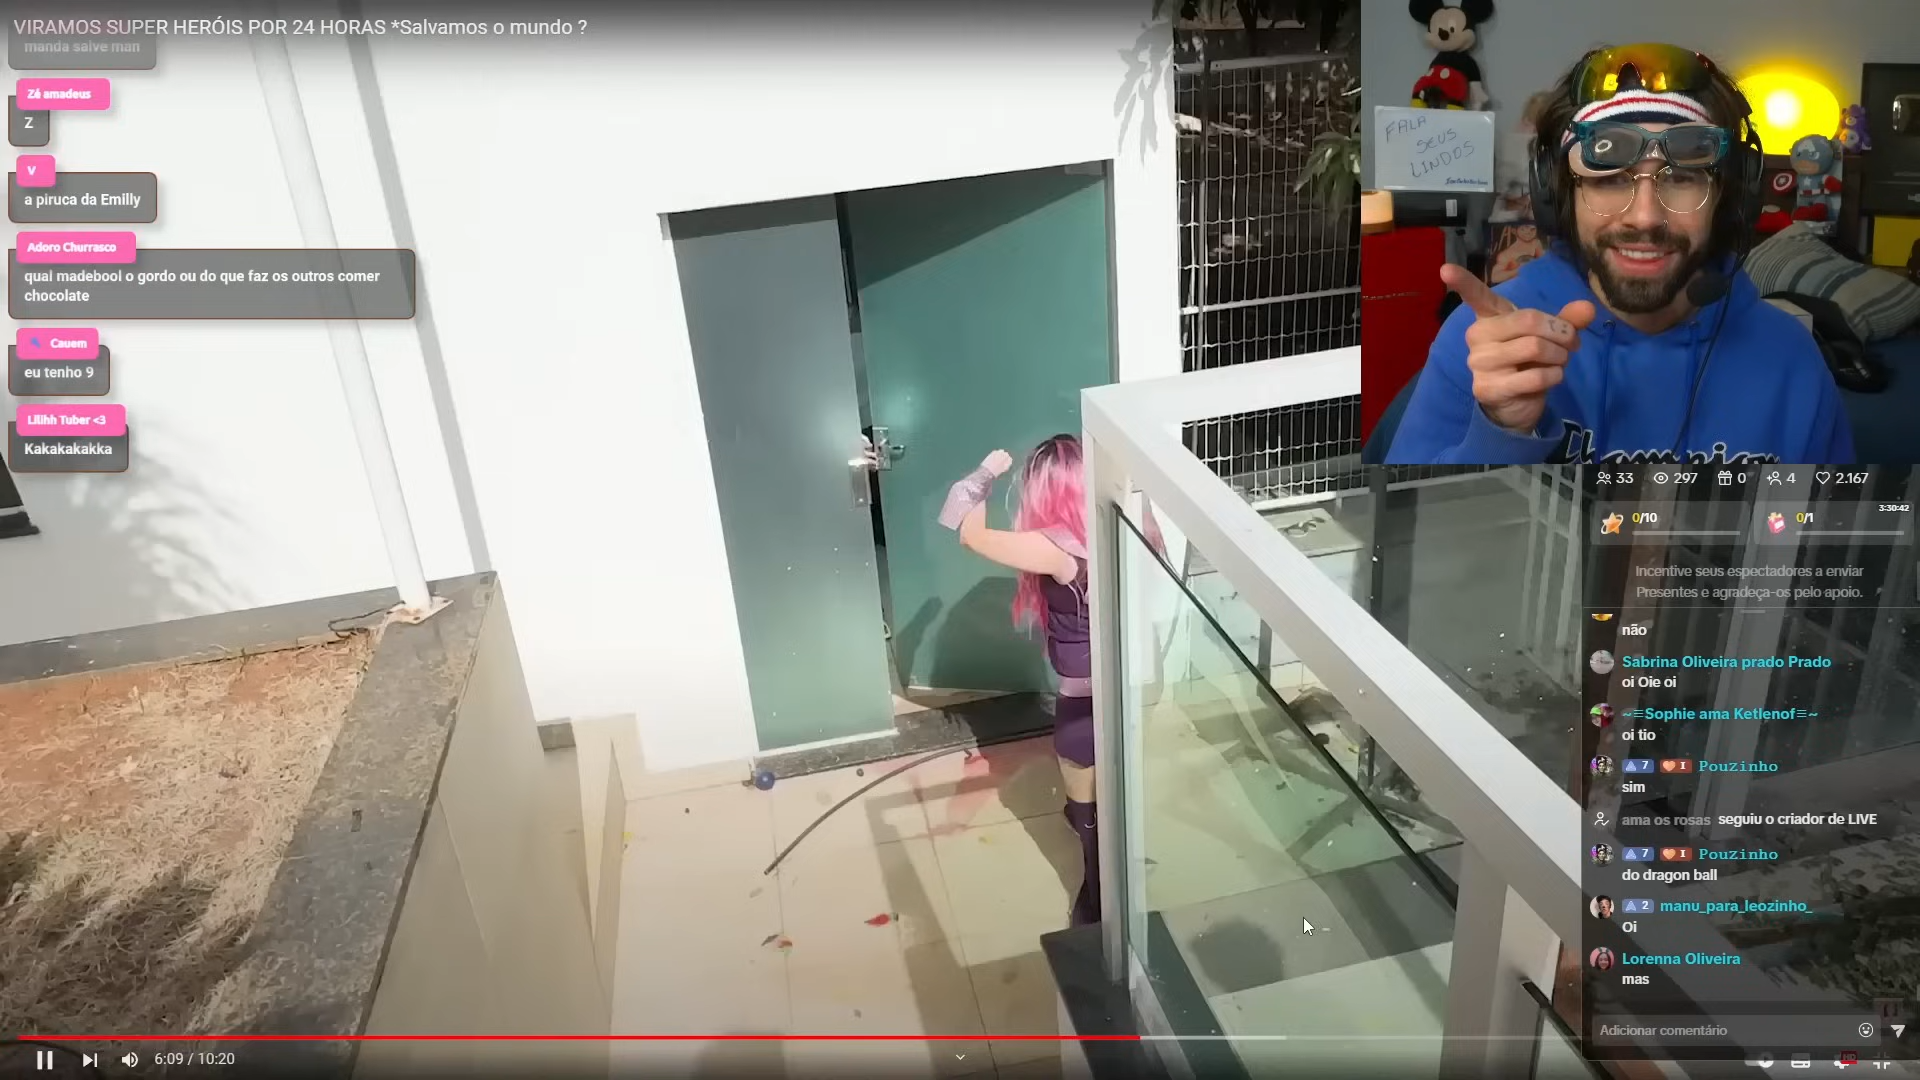 VIRAMOS SUPER HERÓIS POR 24 HORAS *Salvamos o mundo ?
manda salve man
Zé amadeus
Z
V
a piruca da Emilly
Adoro Churrasco
qual madebool o gordo ou do que faz os outros comer
chocolate
Cauem
eu tenho 9
Lilihh Tuber <3
Kakakakakka
FALA
SEUS
LINDOS
Champion
33 297 0 4 2.167
0/10 0/1 3:30:42
Incentive seus espectadores a enviar
Presentes e agradeça-os pelo apoio.
não
Sabrina Oliveira prado Prado
oi Oie oi
~≡Sophie ama Ketlenof≡~
oi tio
7 I Pouzinho
sim
ama os rosas seguiu o criador de LIVE
7 I Pouzinho
do dragon ball
2 manu_para_leozinho_
Oi
Lorenna Oliveira
mas
Adicionar comentário
6:09 / 10:20
HD